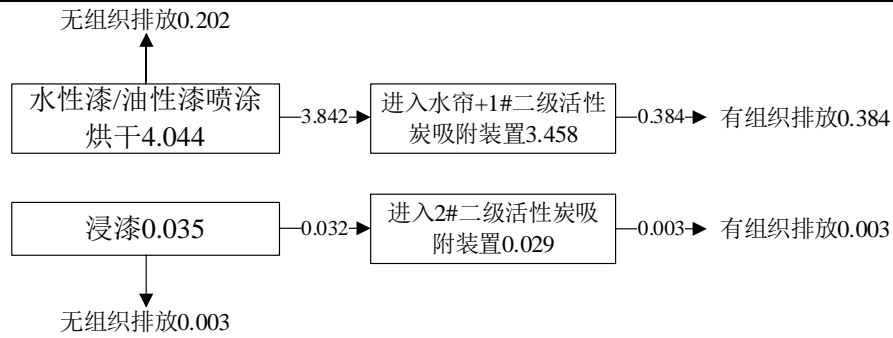 无组织排放0.202
水性漆/油性漆喷涂
烘干4.044
3.842
进入水帘+1#二级活性
炭吸附装置3.458
0.384
有组织排放0.384
浸漆0.035
0.032
进入2#二级活性炭吸
附装置0.029
0.003
有组织排放0.003
无组织排放0.003